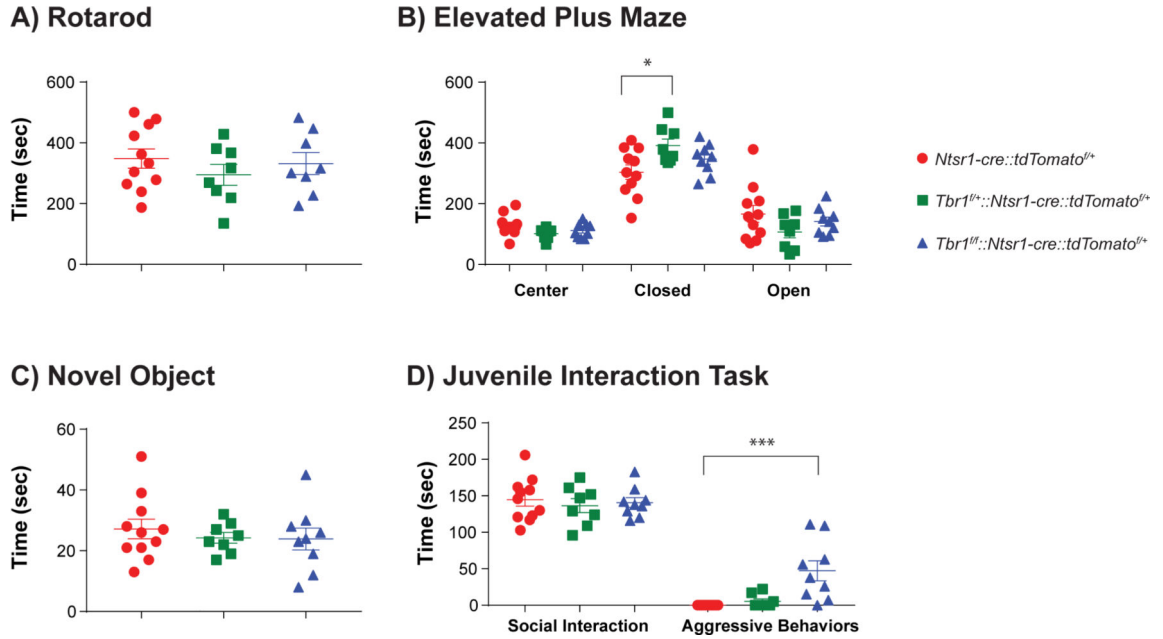 A) Rotarod
B) Elevated Plus Maze
600
400
200
0
Time (sec)
600
400
200
0
Time (sec)
*
Center Closed Open
Ntsr1-cre::tdTomato^f/+
Tbr1^f/+::Ntsr1-cre::tdTomato^f/+
Tbr1^f/f::Ntsr1-cre::tdTomato^f/+
C) Novel Object
D) Juvenile Interaction Task
60
40
20
0
Time (sec)
250
200
150
100
50
0
Time (sec)
***
Social Interaction Aggressive Behaviors